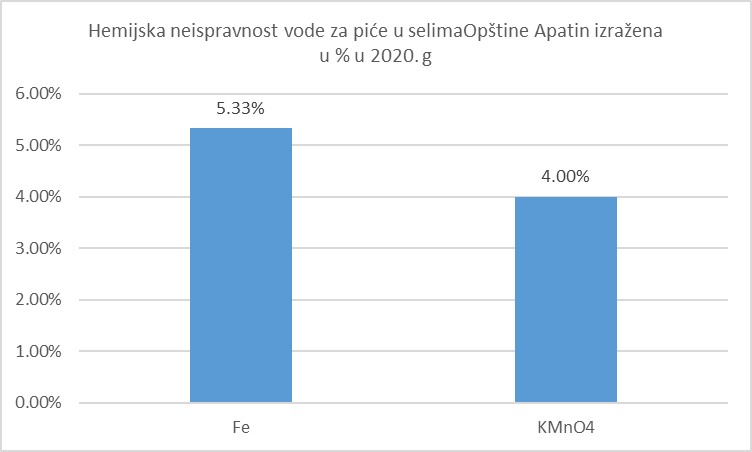 Hemijska neispravnost vode za piće u selimaOpštine Apatin izražena
u % u 2020. g
6.00%
5.00%
4.00%
3.00%
2.00%
1.00%
0.00%
5.33%
4.00%
Fe
KMnO4